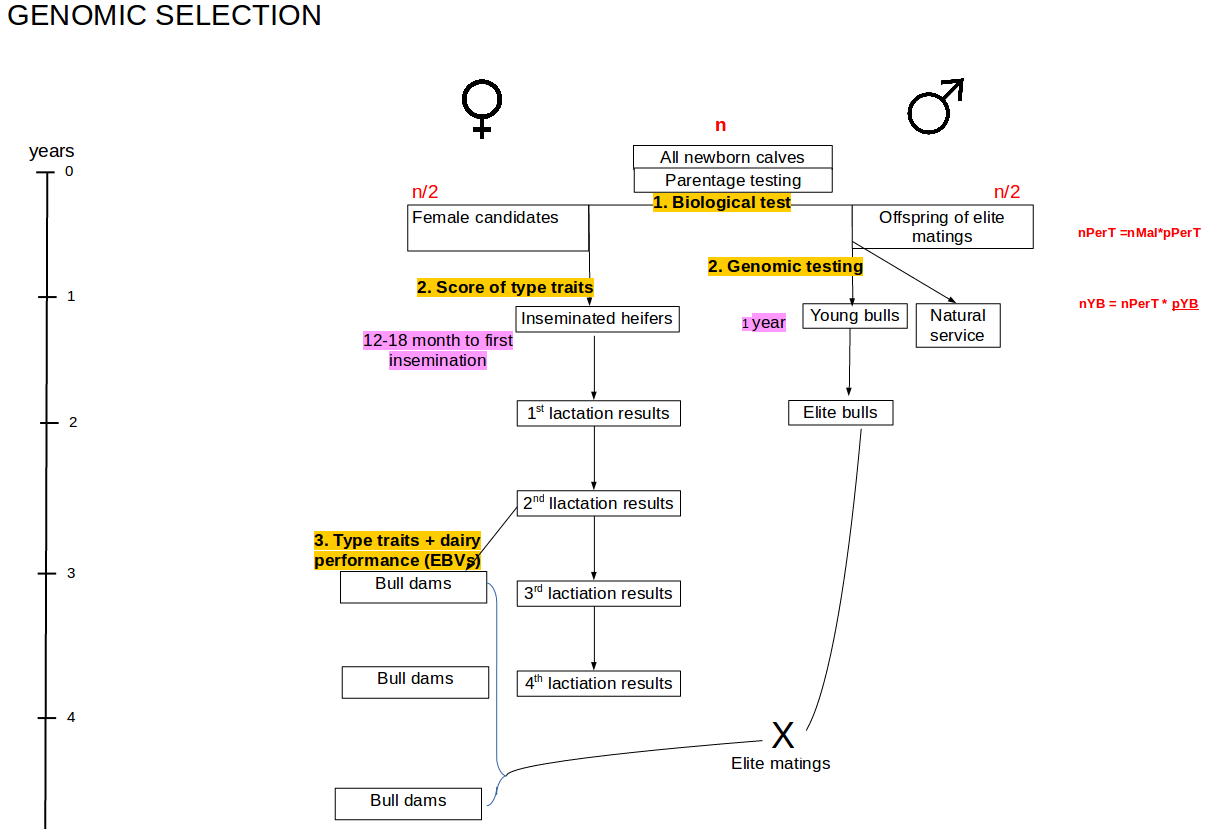 GENOMIC SELECTION
n
years
0
All newborn calves
Parentage testing
n/2
n/2
1. Biological test
Female candidates
Offspring of elite
matings
nPerT =nMal*pPerT
2. Genomic testing
2. Score of type traits
1
nYB = nPerT * pYB
Inseminated heifers
1 year
Young bulls
Natural
service
12-18 month to first
insemination
1st lactation results
Elite bulls
2
2nd llactation results
3. Type traits + dairy
performance (EBVs)
3
Bull dams
3rd lactiation results
Bull dams
4th lactiation results
4
X
Elite matings
Bull dams